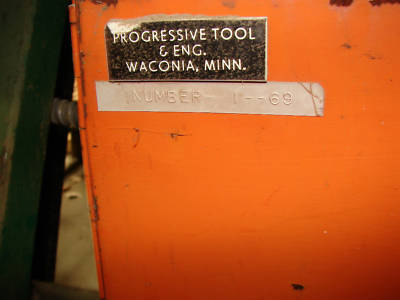 PROGRESSIVE TOOL
& ENG.
WACONIA, MINN.
NUMBER- 1--69